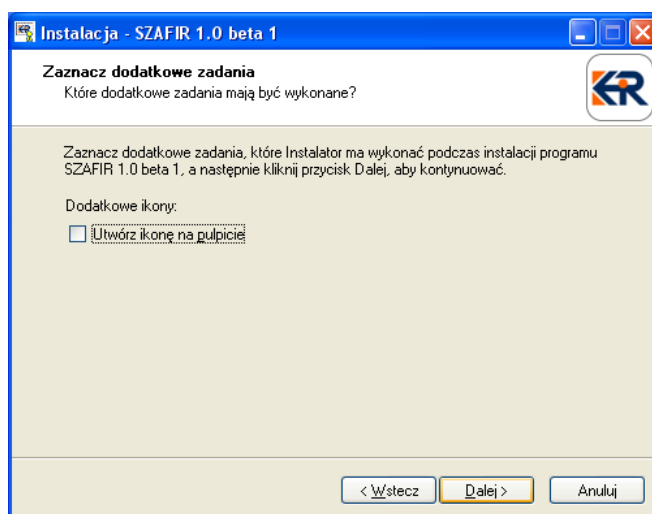 Instalacja - SZAFIR 1.0 beta 1
Zaznacz dodatkowe zadania
Które dodatkowe zadania mają być wykonane?
KIR
Zaznacz dodatkowe zadania, które Instalator ma wykonać podczas instalacji programu
SZAFIR 1.0 beta 1, a następnie kliknij przycisk Dalej, aby kontynuować.
Dodatkowe ikony:
Utwórz ikonę na pulpicie
< Wstecz Dalej > Anuluj